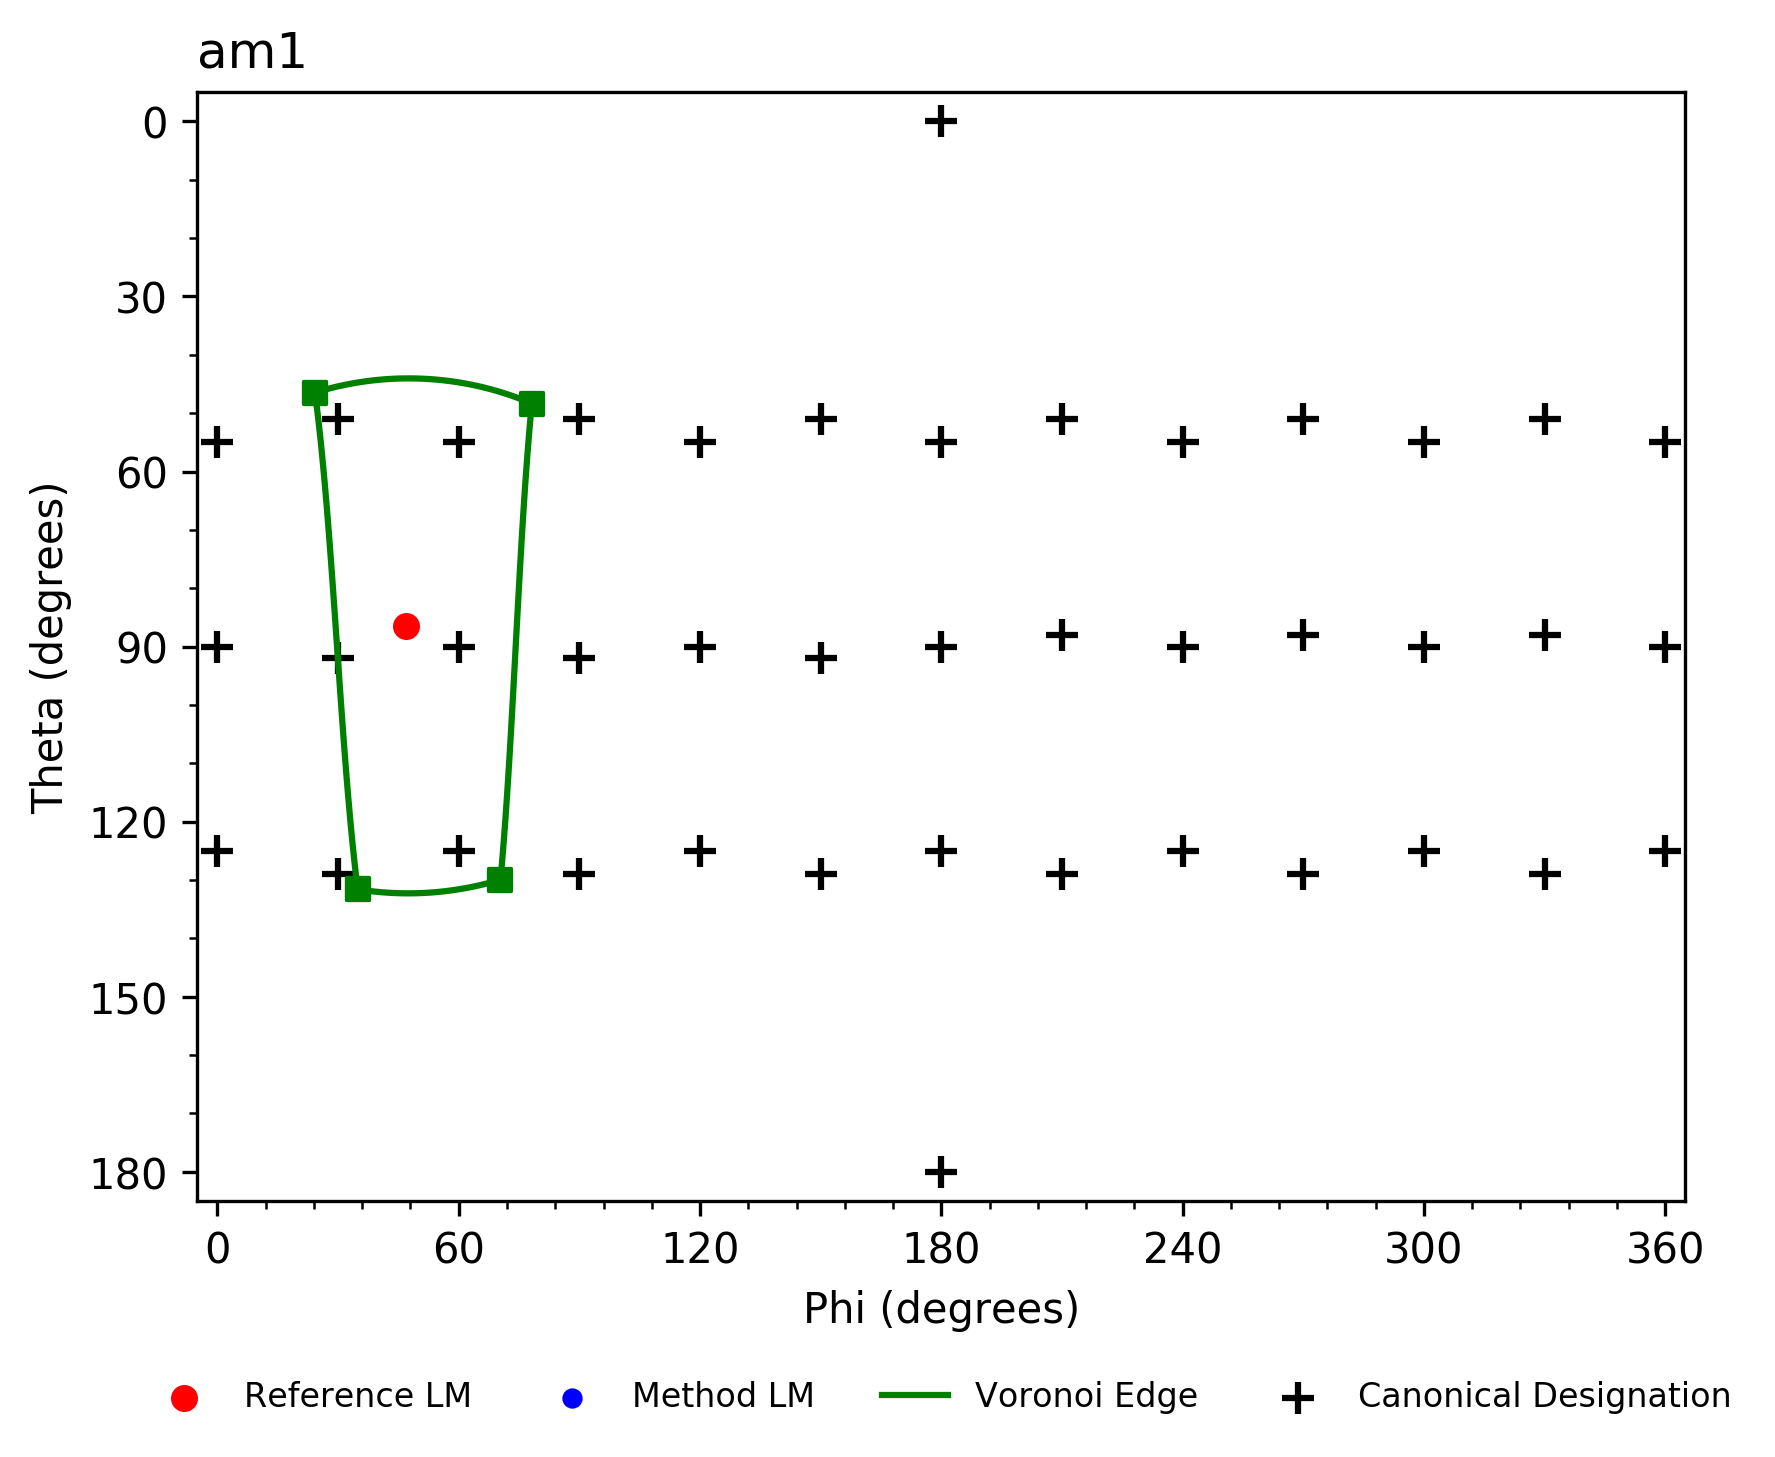 am1
0
30
60
90
120
150
180
Theta (degrees)
0 60 120 180 240 300 360
Phi (degrees)
Reference LM Method LM Voronoi Edge Canonical Designation